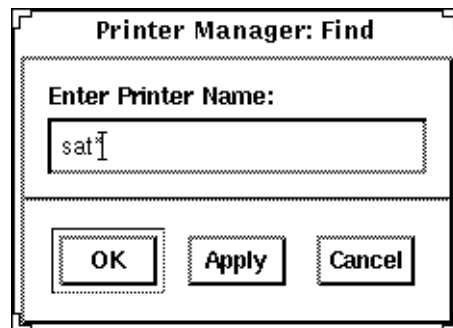 Printer Manager: Find
Enter Printer Name:
sat*
OK Apply Cancel